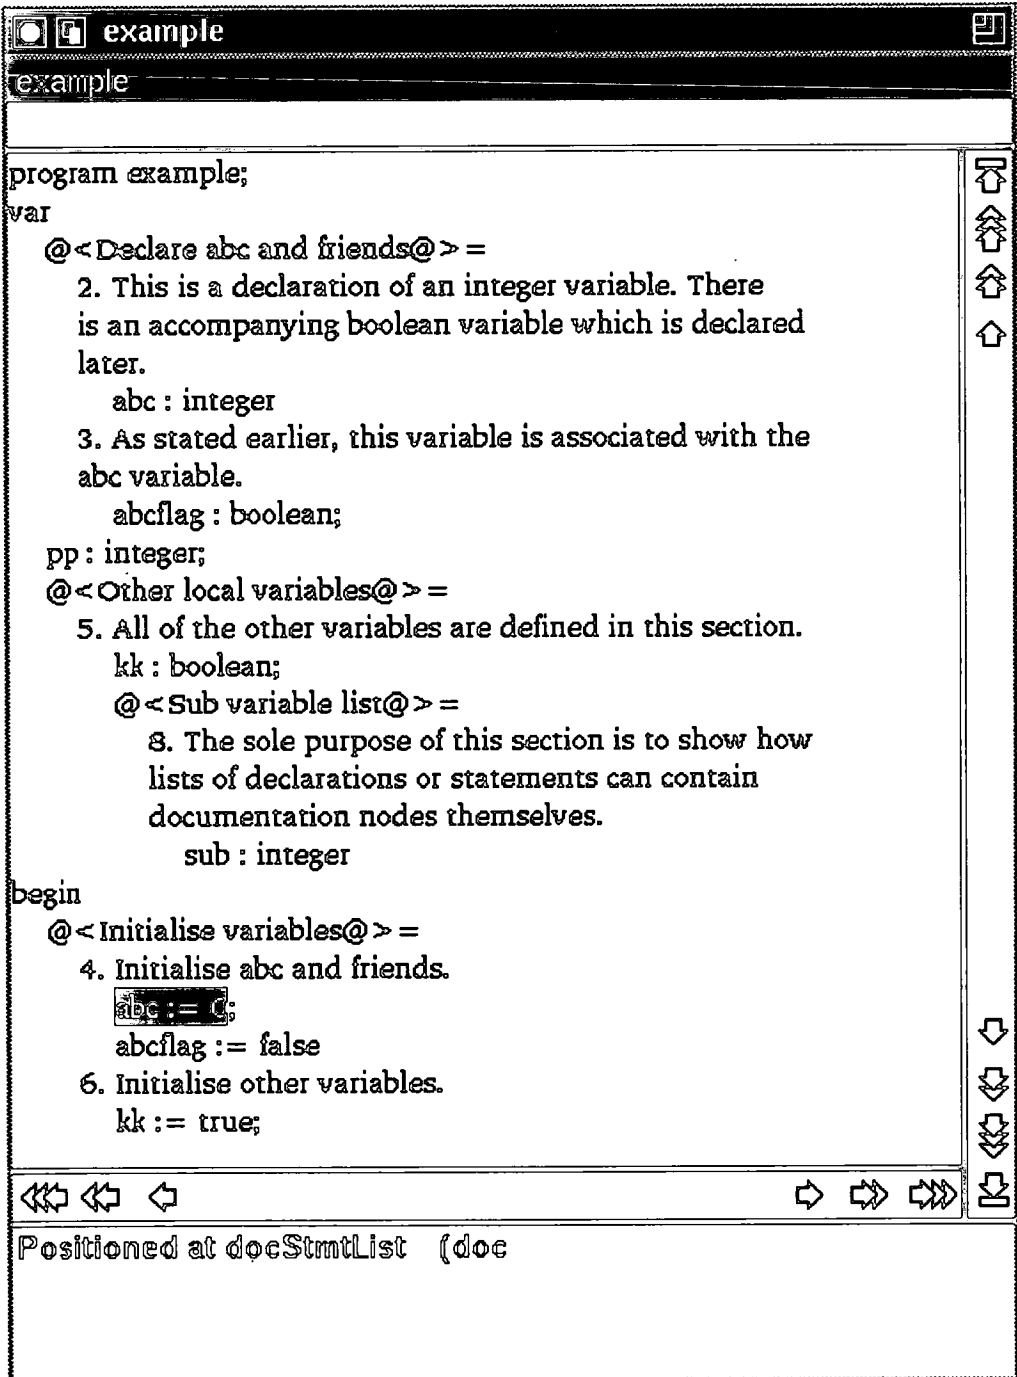 example
example
program example;
var
@<Declare abc and friends@>=
2. This is a declaration of an integer variable. There
is an accompanying boolean variable which is declared
later.
abc : integer
3. As stated earlier, this variable is associated with the
abc variable.
abcflag : boolean;
pp : integer;
@<Other local variables@>=
5. All of the other variables are defined in this section.
kk : boolean;
@<Sub variable list@>=
8. The sole purpose of this section is to show how
lists of declarations or statements can contain
documentation nodes themselves.
sub : integer
begin
@<Initialise variables@>=
4. Initialise abc and friends.
abc := 0;
abcflag := false
6. Initialise other variables.
kk := true;
Positioned at docStmtList (doc